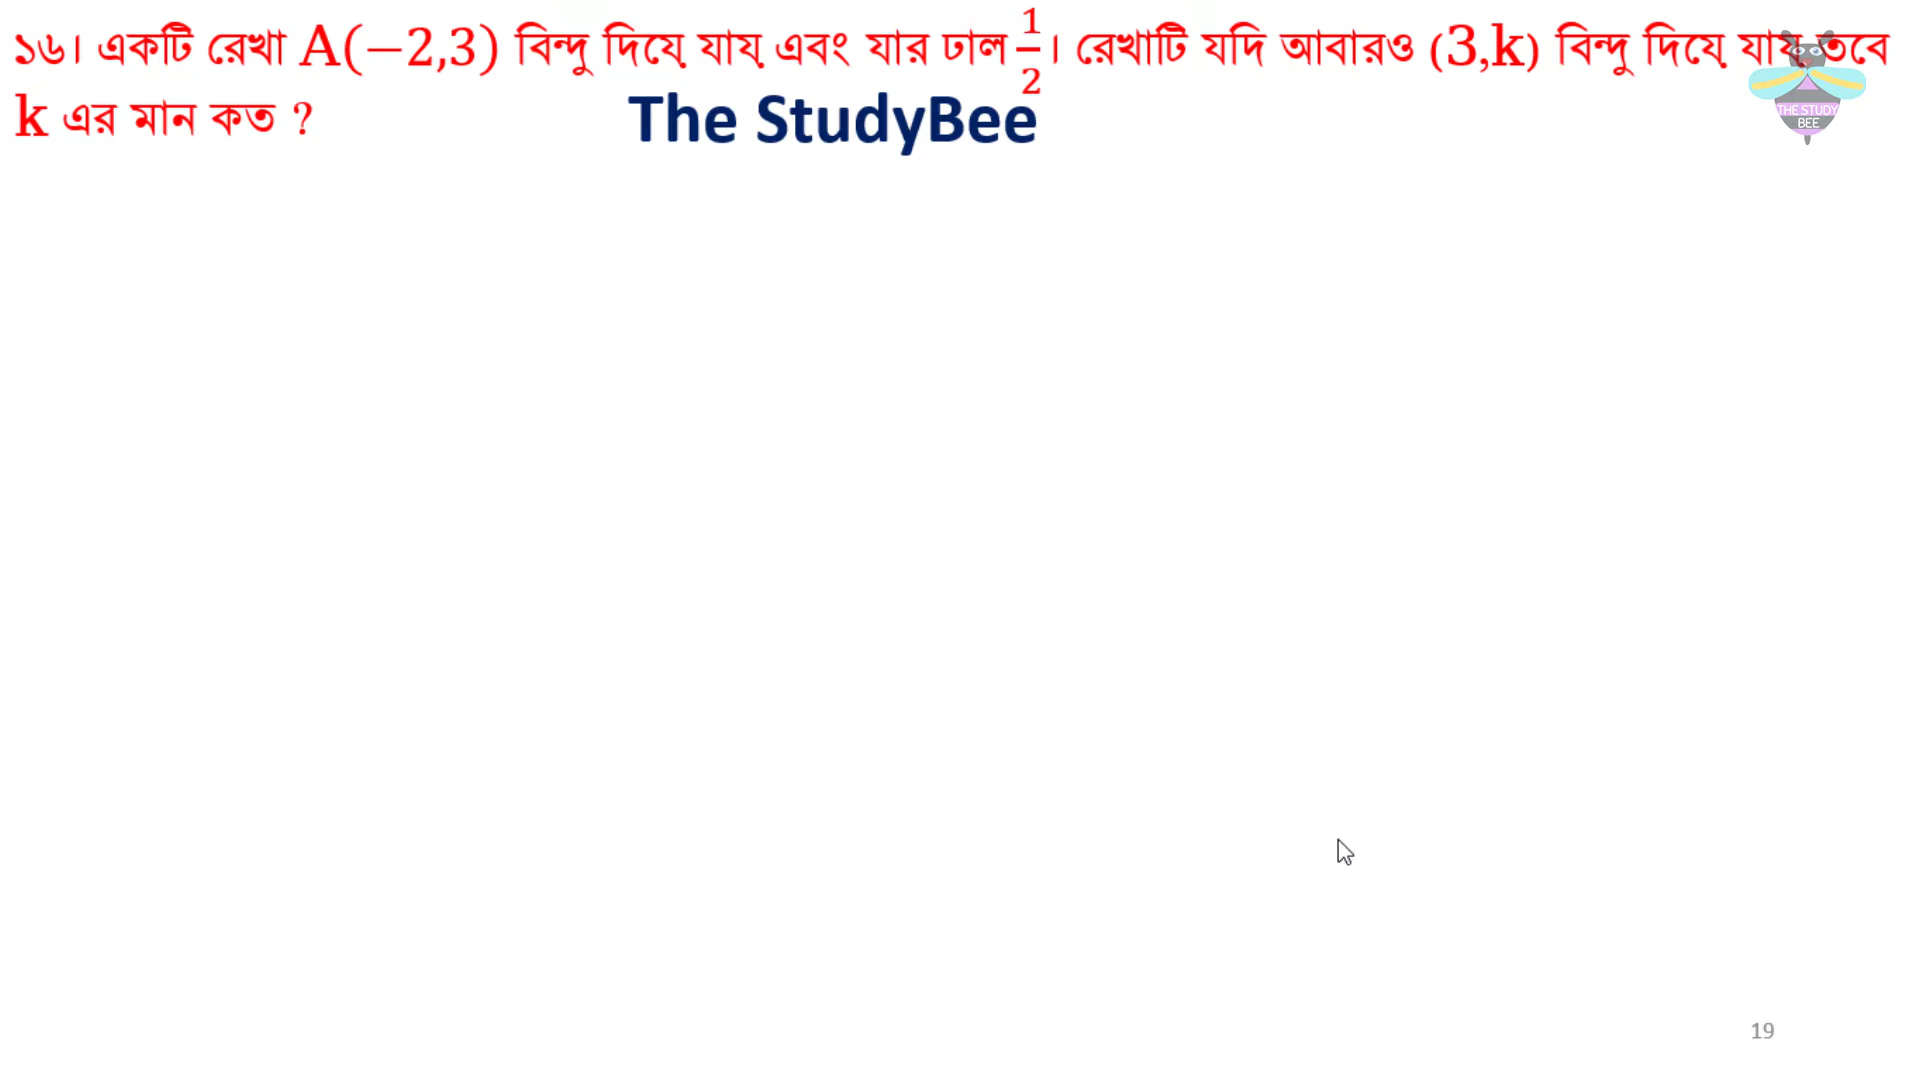 ১৬। একটি রেখা A(−2,3) বিন্দু দিয়ে যায় এবং যার ঢাল 1/2। রেখাটি যদি আবারও (3,k) বিন্দু দিয়ে যায় তবে
k এর মান কত ?
The StudyBee
THE STUDY
BEE
19